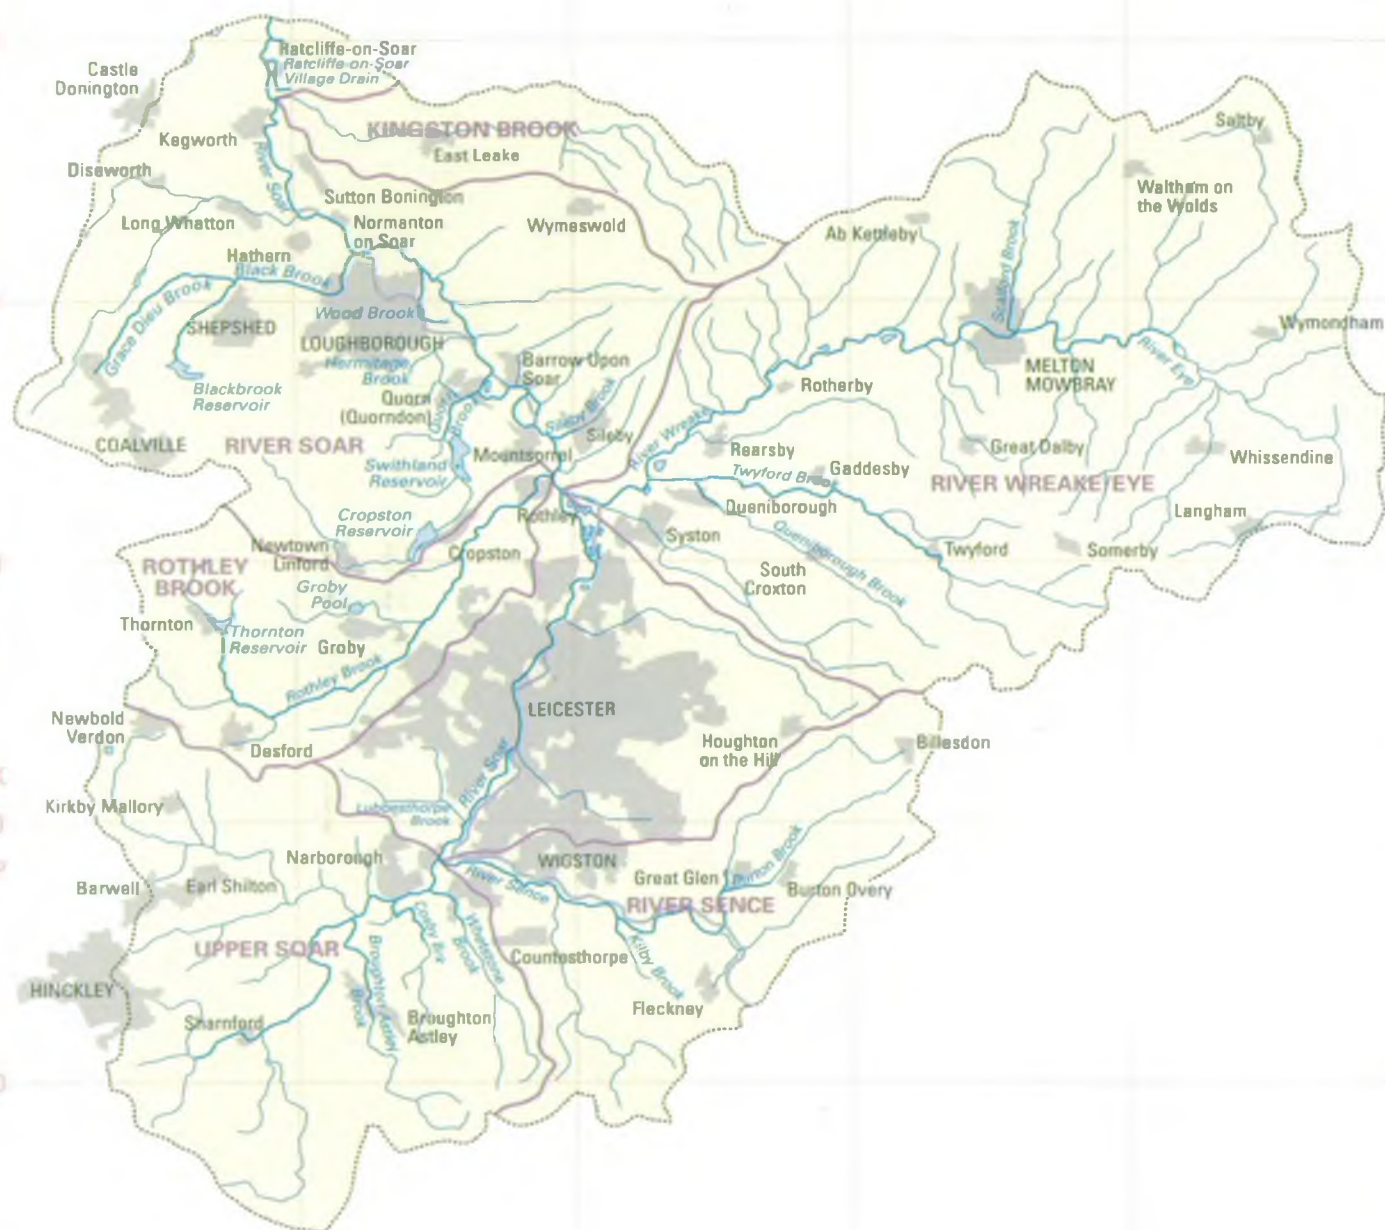 Ratcliffe-on-Soar
Ratcliffe-on-Soar
Village Drain
Castle
Donington
KINGSTON BROOK
Saltby
Kegworth
East Leake
Diseworth
River Soar
Sutton Bonington
Waltham on
the Wolds
Long Whatton
Normanton
on Soar
Wymeswold
Ab Kettleby
Hathern
Black Brook
Scalford Brook
Grace Dieu Brook
SHEPSHED
Wood Brook
Wymondham
LOUGHBOROUGH
Hermitage
Brook
Barrow Upon
Soar
River Eye
MELTON
MOWBRAY
Blackbrook
Reservoir
Quorn
(Quorndon)
Rotherby
Sileby Brook
Sileby
River Wreake
COALVILLE
RIVER SOAR
Mountsorrel
Rearsby
Great Dalby
Whissendine
Swithland
Reservoir
Twyford Brook
Gaddesby
RIVER WREAKE/EYE
Queniborough
Langham
Cropston
Reservoir
Rothley
Syston
Queniborough Brook
Newtown
Linford
Cropston
Twyford
Somerby
ROTHLEY
BROOK
South
Croxton
Groby
Pool
Thornton
Thornton
Reservoir
Groby
Rothley Brook
LEICESTER
Newbold
Verdon
Desford
Houghton
on the Hill
Billesdon
River Soar
Kirkby Mallory
Lubbesthorpe
Brook
Narborough
WIGSTON
River Sence
Great Glen
Burton Brook
Barwell
Earl Shilton
Burton Overy
RIVER SENCE
UPPER SOAR
Cosby Brk
Whetstone
Brook
Countesthorpe
Kilby Brook
HINCKLEY
Broughton Astley
Brook
Fleckney
Sharnford
Broughton
Astley